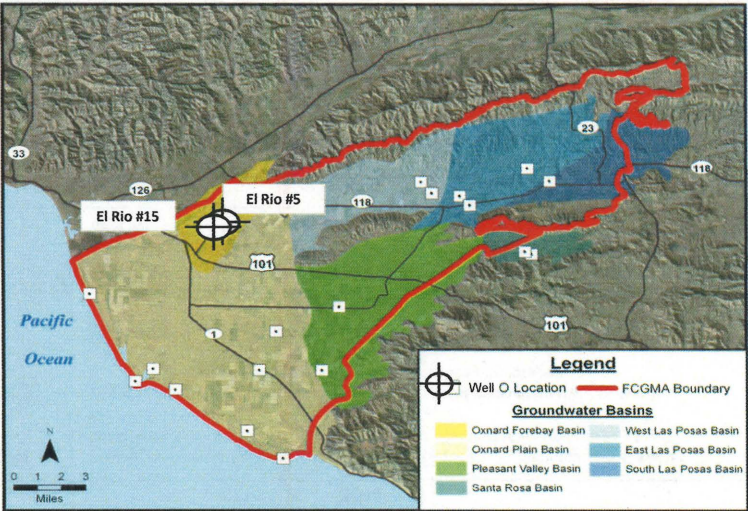 33
126
El Rio #15
El Rio #5
118
23
118
101
1
101
Pacific
Ocean
N
0 1 2 3
Miles
Legend
Well O Location
FCGMA Boundary
Groundwater Basins
Oxnard Forebay Basin
West Las Posas Basin
Oxnard Plain Basin
East Las Posas Basin
Pleasant Valley Basin
South Las Posas Basin
Santa Rosa Basin